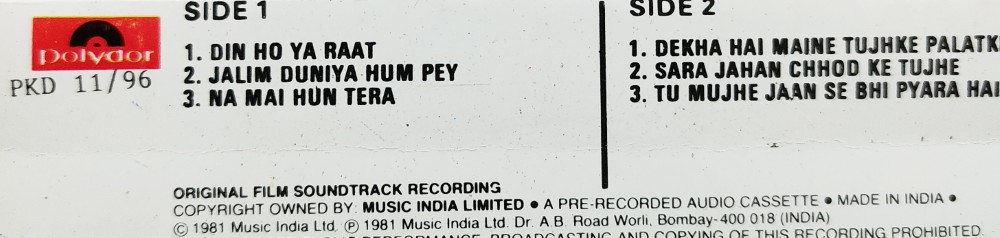 SIDE 1
Polydor
PKD 11/96
1. DIN HO YA RAAT
2. JALIM DUNIYA HUM PEY
3. NA MAI HUN TERA
SIDE 2
1. DEKHA HAI MAINE TUJHKE PALATK
2. SARA JAHAN CHHOD KE TUJHE
3. TU MUJHE JAAN SE BHI PYARA HAI
ORIGINAL FILM SOUNDTRACK RECORDING
COPYRIGHT OWNED BY: MUSIC INDIA LIMITED ● A PRE-RECORDED AUDIO CASSETTE ● MADE IN INDIA ●
© 1981 Music India Ltd. Ⓟ 1981 Music India Ltd. Dr. A.B. Road Worli, Bombay-400 018 (INDIA)
PERFORMANCE, BROADCASTING AND COPYING OF THIS RECORDING PROHIBITED.